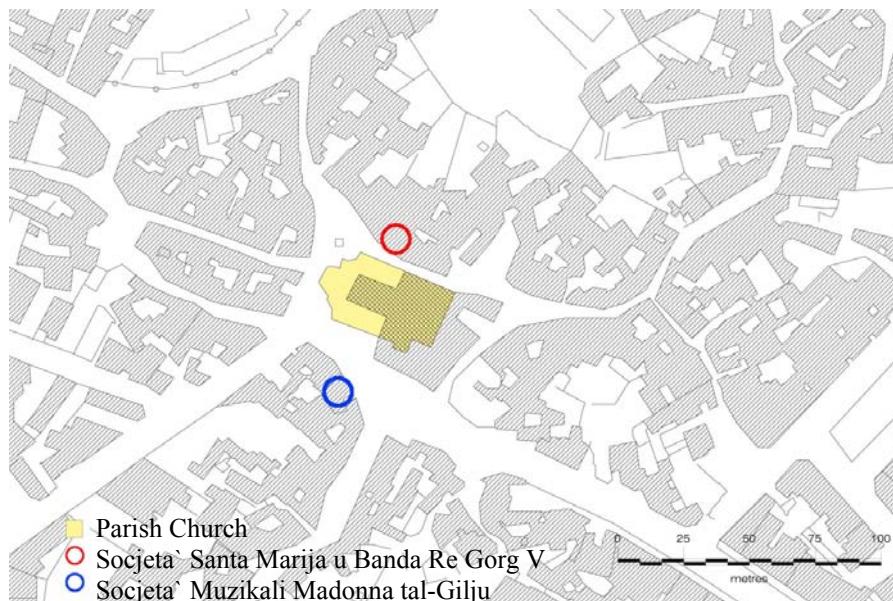 Parish Church
Socjeta` Santa Marija u Banda Re Gorg V
Socjeta` Muzikali Madonna tal-Gilju
0 25 50 75 100
metres